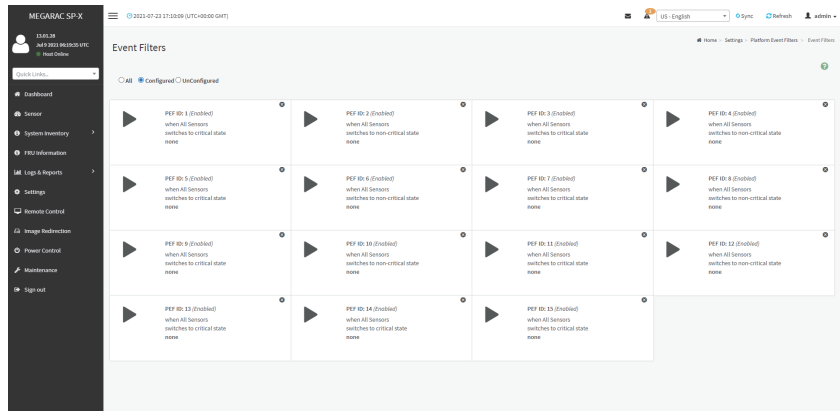 MEGARAC SP-X
2021-07-23 17:10:09 (UTC+00:00 GMT)
1
US - English
Sync
Refresh
admin
13.01.28
Jul 9 2021 06:19:35 UTC
Host Online
Quick Links...
Dashboard
Sensor
System Inventory
FRU Information
Logs & Reports
Settings
Remote Control
Image Redirection
Power Control
Maintenance
Sign out
Event Filters
Home > Settings > Platform Event Filters > Event Filters
All Configured UnConfigured
PEF ID: 1 (Enabled)
when All Sensors
switches to critical state
none
PEF ID: 2 (Enabled)
when All Sensors
switches to non-critical state
none
PEF ID: 3 (Enabled)
when All Sensors
switches to critical state
none
PEF ID: 4 (Enabled)
when All Sensors
switches to non-critical state
none
PEF ID: 5 (Enabled)
when All Sensors
switches to critical state
none
PEF ID: 6 (Enabled)
when All Sensors
switches to non-critical state
none
PEF ID: 7 (Enabled)
when All Sensors
switches to critical state
none
PEF ID: 8 (Enabled)
when All Sensors
switches to non-critical state
none
PEF ID: 9 (Enabled)
when All Sensors
switches to critical state
none
PEF ID: 10 (Enabled)
when All Sensors
switches to non-critical state
none
PEF ID: 11 (Enabled)
when All Sensors
switches to critical state
none
PEF ID: 12 (Enabled)
when All Sensors
switches to non-critical state
none
PEF ID: 13 (Enabled)
when All Sensors
switches to critical state
none
PEF ID: 14 (Enabled)
when All Sensors
switches to critical state
none
PEF ID: 15 (Enabled)
when All Sensors
switches to critical state
none